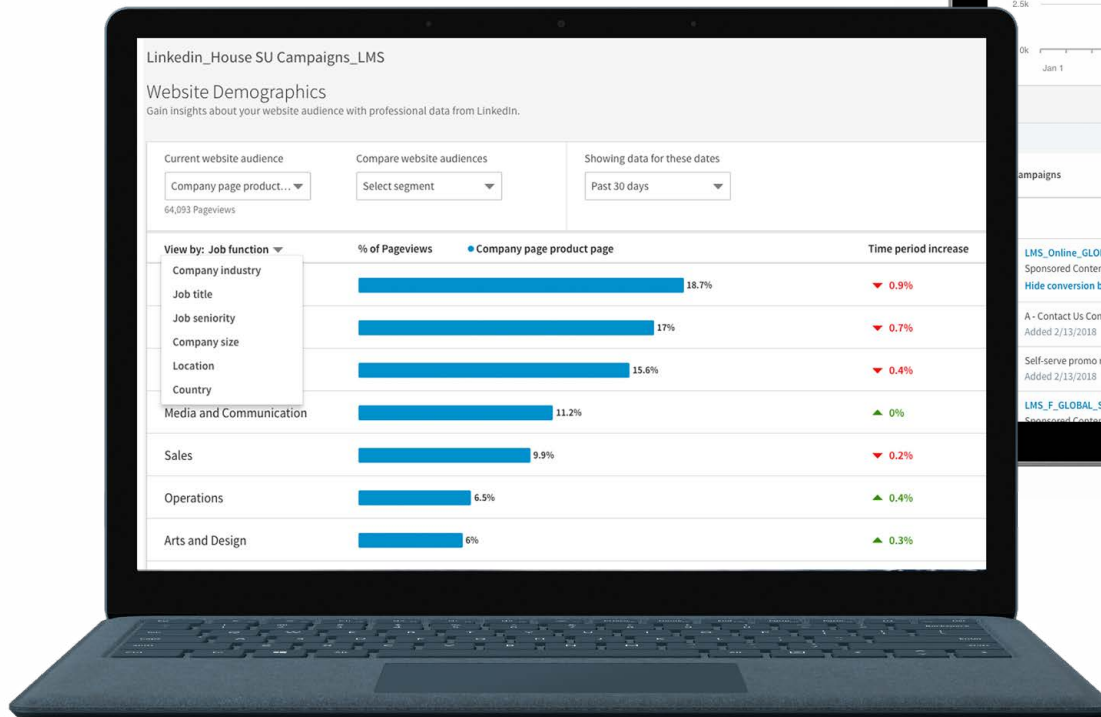 Linkedin_House SU Campaigns_LMS
Website Demographics
Gain insights about your website audience with professional data from LinkedIn.
Current website audience
Compare website audiences
Showing data for these dates
Company page product...
Select segment
Past 30 days
64,093 Pageviews
View by: Job function
% of Pageviews
Company page product page
Time period increase
Company industry
Job title
Job seniority
Company size
Location
Country
18.7%
0.9%
17%
0.7%
15.6%
0.4%
Media and Communication
11.2%
0%
Sales
9.9%
0.2%
Operations
6.5%
0.4%
Arts and Design
6%
0.3%
2.5k
0k
Jan 1
ampaigns
LMS_Online_GLO
Sponsored Conte
Hide conversion b
A - Contact Us Con
Added 2/13/2018
Self-serve promo
Added 2/13/2018
LMS_F_GLOBAL_S
Sponsored Conte